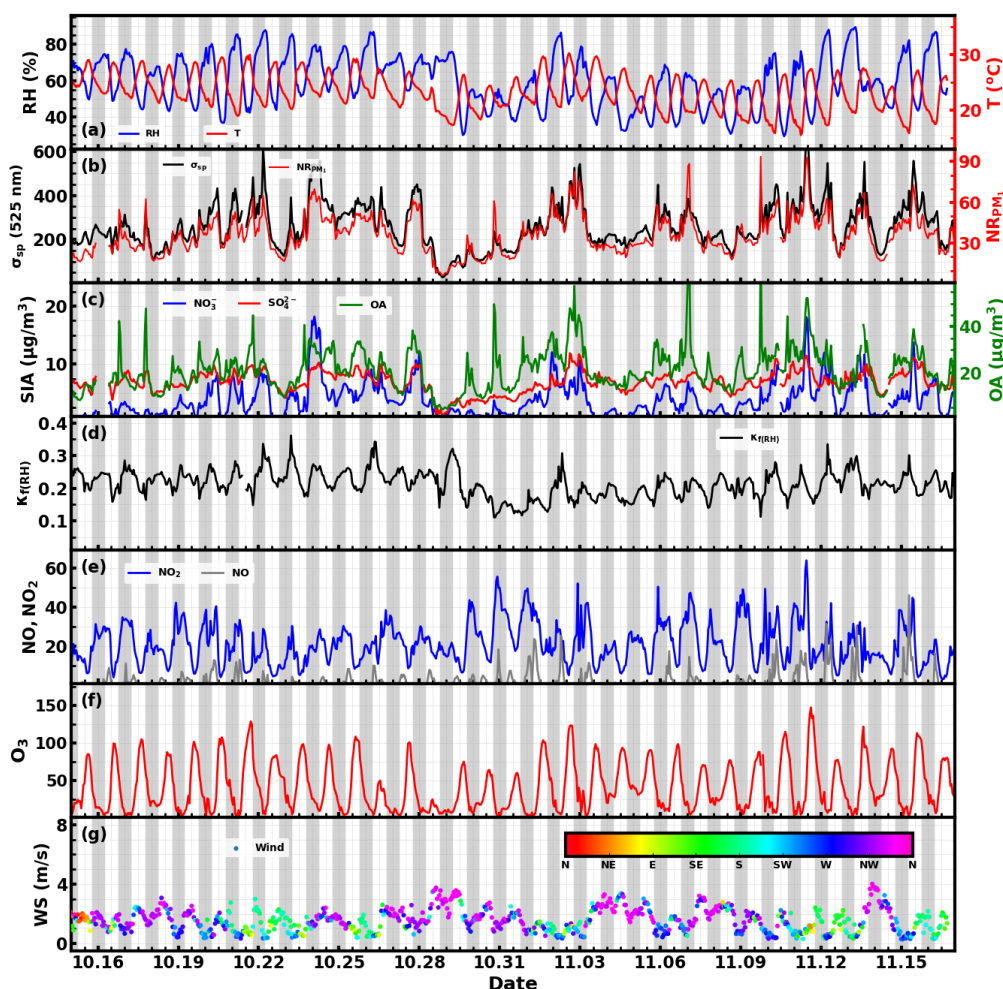 (a)
RH (%)
80
60
40
RH
T
30
20
T (°C)
(b)
σsp (525 nm)
600
400
200
σsp
NRPM₁
90
60
30
NRPM₁
(c)
SIA (μg/m³)
20
10
NO₃⁻
SO₄²⁻
OA
40
20
OA (μg/m³)
(d)
κf(RH)
0.4
0.3
0.2
0.1
κf(RH)
(e)
NO, NO₂
60
40
20
NO₂
NO
(f)
O₃
150
100
50
(g)
WS (m/s)
8
4
0
Wind
N NE E SE S SW W NW N
10.16 10.19 10.22 10.25 10.28 10.31 11.03 11.06 11.09 11.12 11.15
Date